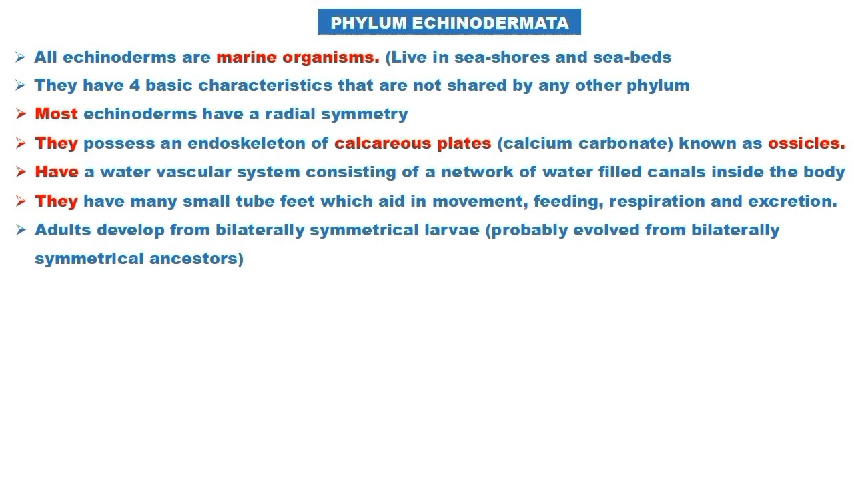 PHYLUM ECHINODERMATA
➢ All echinoderms are marine organisms. (Live in sea-shores and sea-beds
➢ They have 4 basic characteristics that are not shared by any other phylum
➢ Most echinoderms have a radial symmetry
➢ They possess an endoskeleton of calcareous plates (calcium carbonate) known as ossicles.
➢ Have a water vascular system consisting of a network of water filled canals inside the body
➢ They have many small tube feet which aid in movement, feeding, respiration and excretion.
➢ Adults develop from bilaterally symmetrical larvae (probably evolved from bilaterally
symmetrical ancestors)